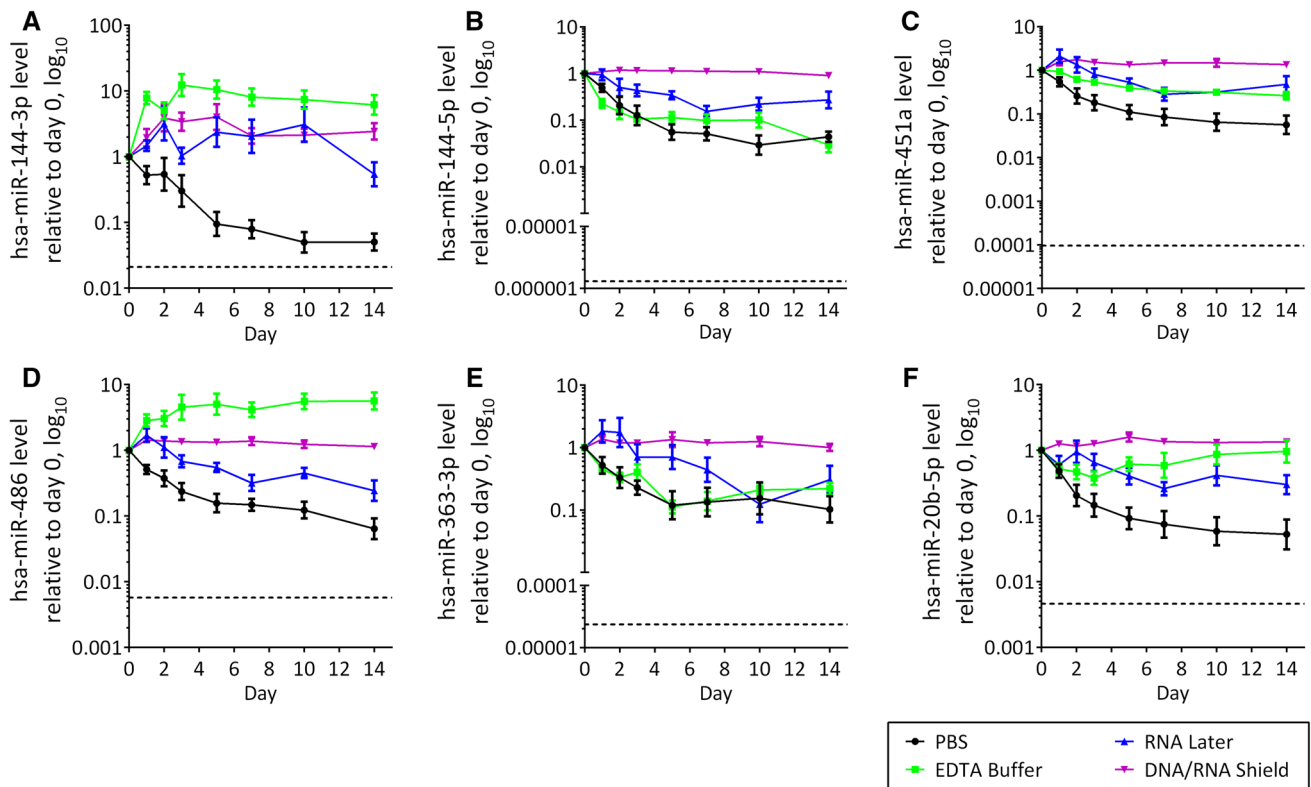 A
hsa-miR-144-3p level
relative to day 0, log10
100
10
1
0.1
0.01
0 2 4 6 8 10 12 14
Day
B
hsa-miR-144-5p level
relative to day 0, log10
10
1
0.1
0.01
0.00001
0.000001
0 2 4 6 8 10 12 14
Day
C
hsa-miR-451a level
relative to day 0, log10
10
1
0.1
0.01
0.001
0.0001
0.00001
0 2 4 6 8 10 12 14
Day
D
hsa-miR-486 level
relative to day 0, log10
10
1
0.1
0.01
0.001
0 2 4 6 8 10 12 14
Day
E
hsa-miR-363-3p level
relative to day 0, log10
10
1
0.1
0.0001
0.00001
0 2 4 6 8 10 12 14
Day
F
hsa-miR-20b-5p level
relative to day 0, log10
10
1
0.1
0.01
0.001
0 2 4 6 8 10 12 14
Day
PBS
RNA Later
EDTA Buffer
DNA/RNA Shield